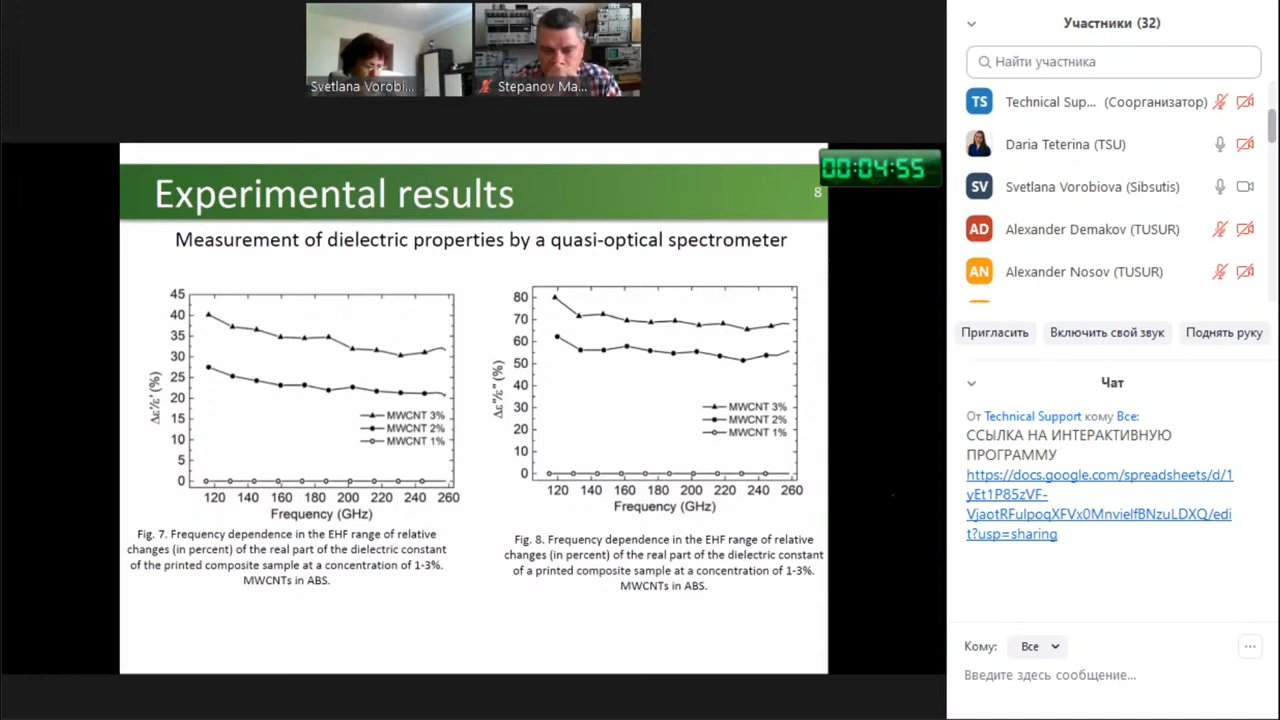 Svetlana Vorobi...
Stepanov Ma...
00:04:55
Experimental results
8
Measurement of dielectric properties by a quasi-optical spectrometer
45
40
35
30
25
20
15
10
5
0
Δε'/ε' (%)
MWCNT 3%
MWCNT 2%
MWCNT 1%
120 140 160 180 200 220 240 260
Frequency (GHz)
Fig. 7. Frequency dependence in the EHF range of relative
changes (in percent) of the real part of the dielectric constant
of the printed composite sample at a concentration of 1-3%.
MWCNTs in ABS.
80
70
60
50
40
30
20
10
0
Δε"/ε" (%)
MWCNT 3%
MWCNT 2%
MWCNT 1%
120 140 160 180 200 220 240 260
Frequency (GHz)
Fig. 8. Frequency dependence in the EHF range of relative
changes (in percent) of the real part of the dielectric constant
of a printed composite sample at a concentration of 1-3%.
MWCNTs in ABS.
Участники (32)
Найти участника
TS Technical Sup... (Соорганизатор)
Daria Teterina (TSU)
SV Svetlana Vorobiova (Sibsutis)
AD Alexander Demakov (TUSUR)
AN Alexander Nosov (TUSUR)
Пригласить Включить свой звук Поднять руку
Чат
От Technical Support кому Все:
ССЫЛКА НА ИНТЕРАКТИВНУЮ
ПРОГРАММУ
https://docs.google.com/spreadsheets/d/1
yEt1P85zVF-
VjaotRFulpoqXFVx0MnvielfBNzuLDXQ/edi
t?usp=sharing
Кому: Все
...
Введите здесь сообщение...